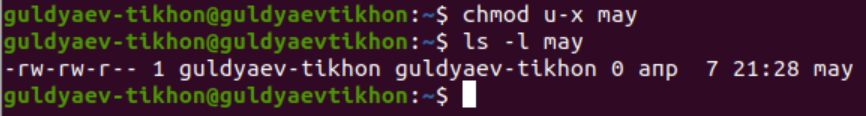 guldyaev-tikhon@guldyaevtikhon:~$ chmod u-x may
guldyaev-tikhon@guldyaevtikhon:~$ ls -l may
-rw-rw-r-- 1 guldyaev-tikhon guldyaev-tikhon 0 апр  7 21:28 may
guldyaev-tikhon@guldyaevtikhon:~$